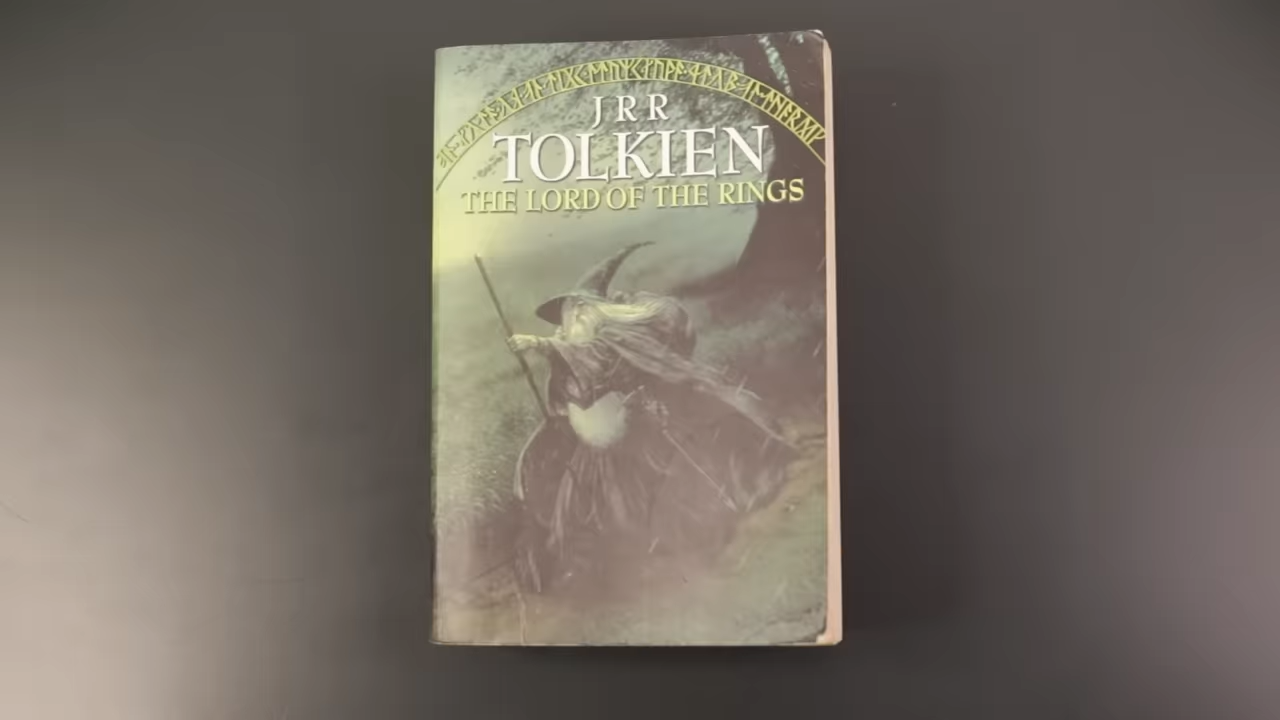 J R R
TOLKIEN
THE LORD OF THE RINGS